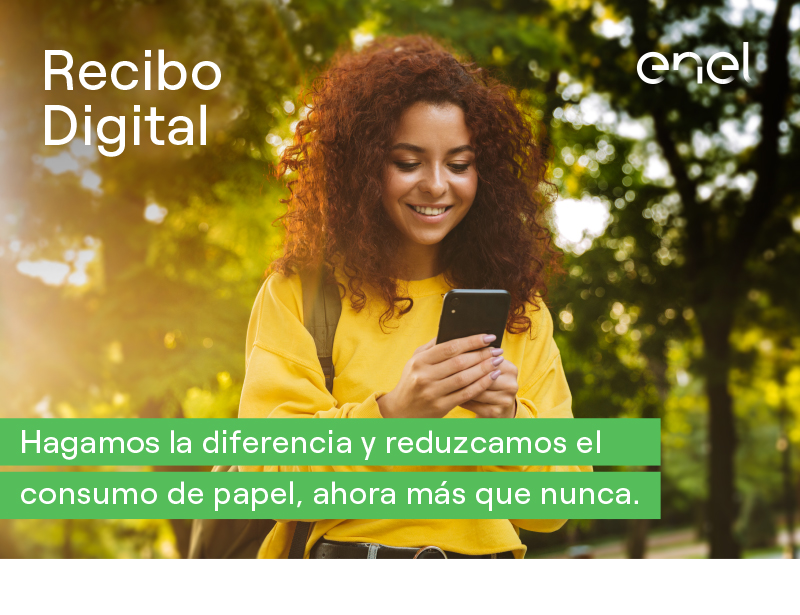 Recibo
Digital
enel
Hagamos la diferencia y reduzcamos el
consumo de papel, ahora más que nunca.